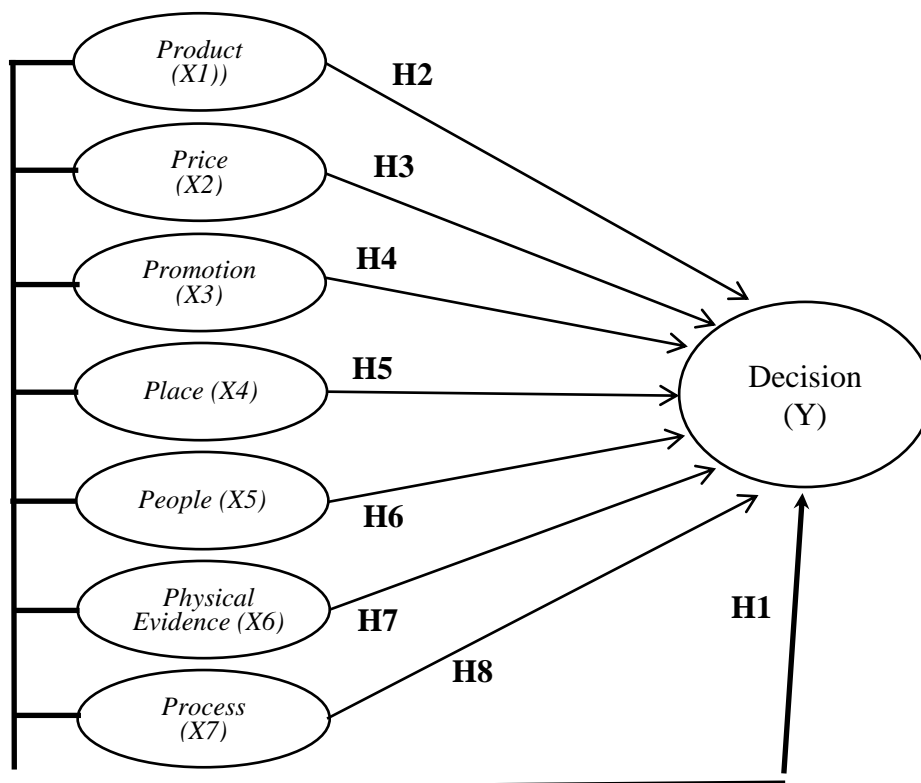 Product
(X1))
H2
Price
(X2)
H3
Promotion
(X3)
H4
Place (X4)
H5
Decision
(Y)
People (X5)
H6
Physical
Evidence (X6)
H7
H1
Process
(X7)
H8